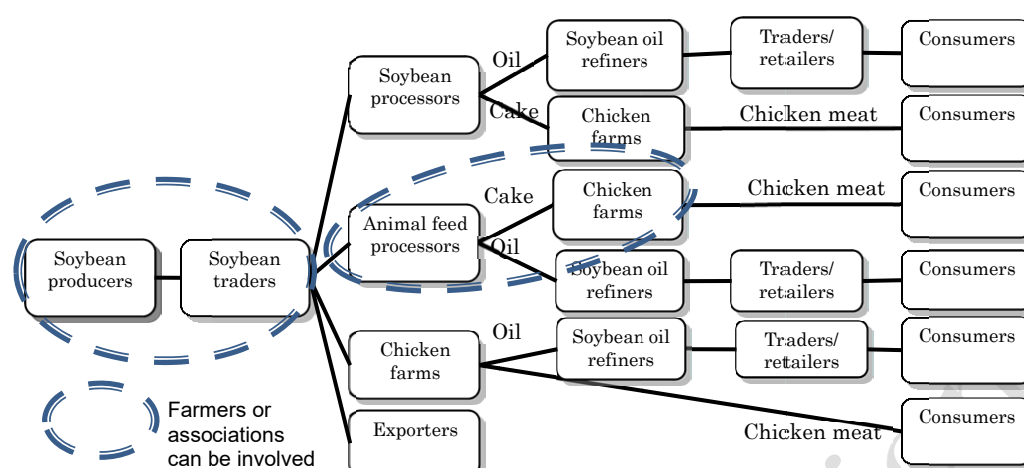 Soybean
producers
Soybean
traders
Soybean
processors
Oil
Cake
Soybean oil
refiners
Traders/
retailers
Consumers
Chicken
farms
Chicken meat
Consumers
Animal feed
processors
Cake
Oil
Chicken
farms
Chicken meat
Consumers
Soybean oil
refiners
Traders/
retailers
Consumers
Chicken
farms
Oil
Soybean oil
refiners
Traders/
retailers
Consumers
Chicken meat
Consumers
Exporters
Farmers or
associations
can be involved